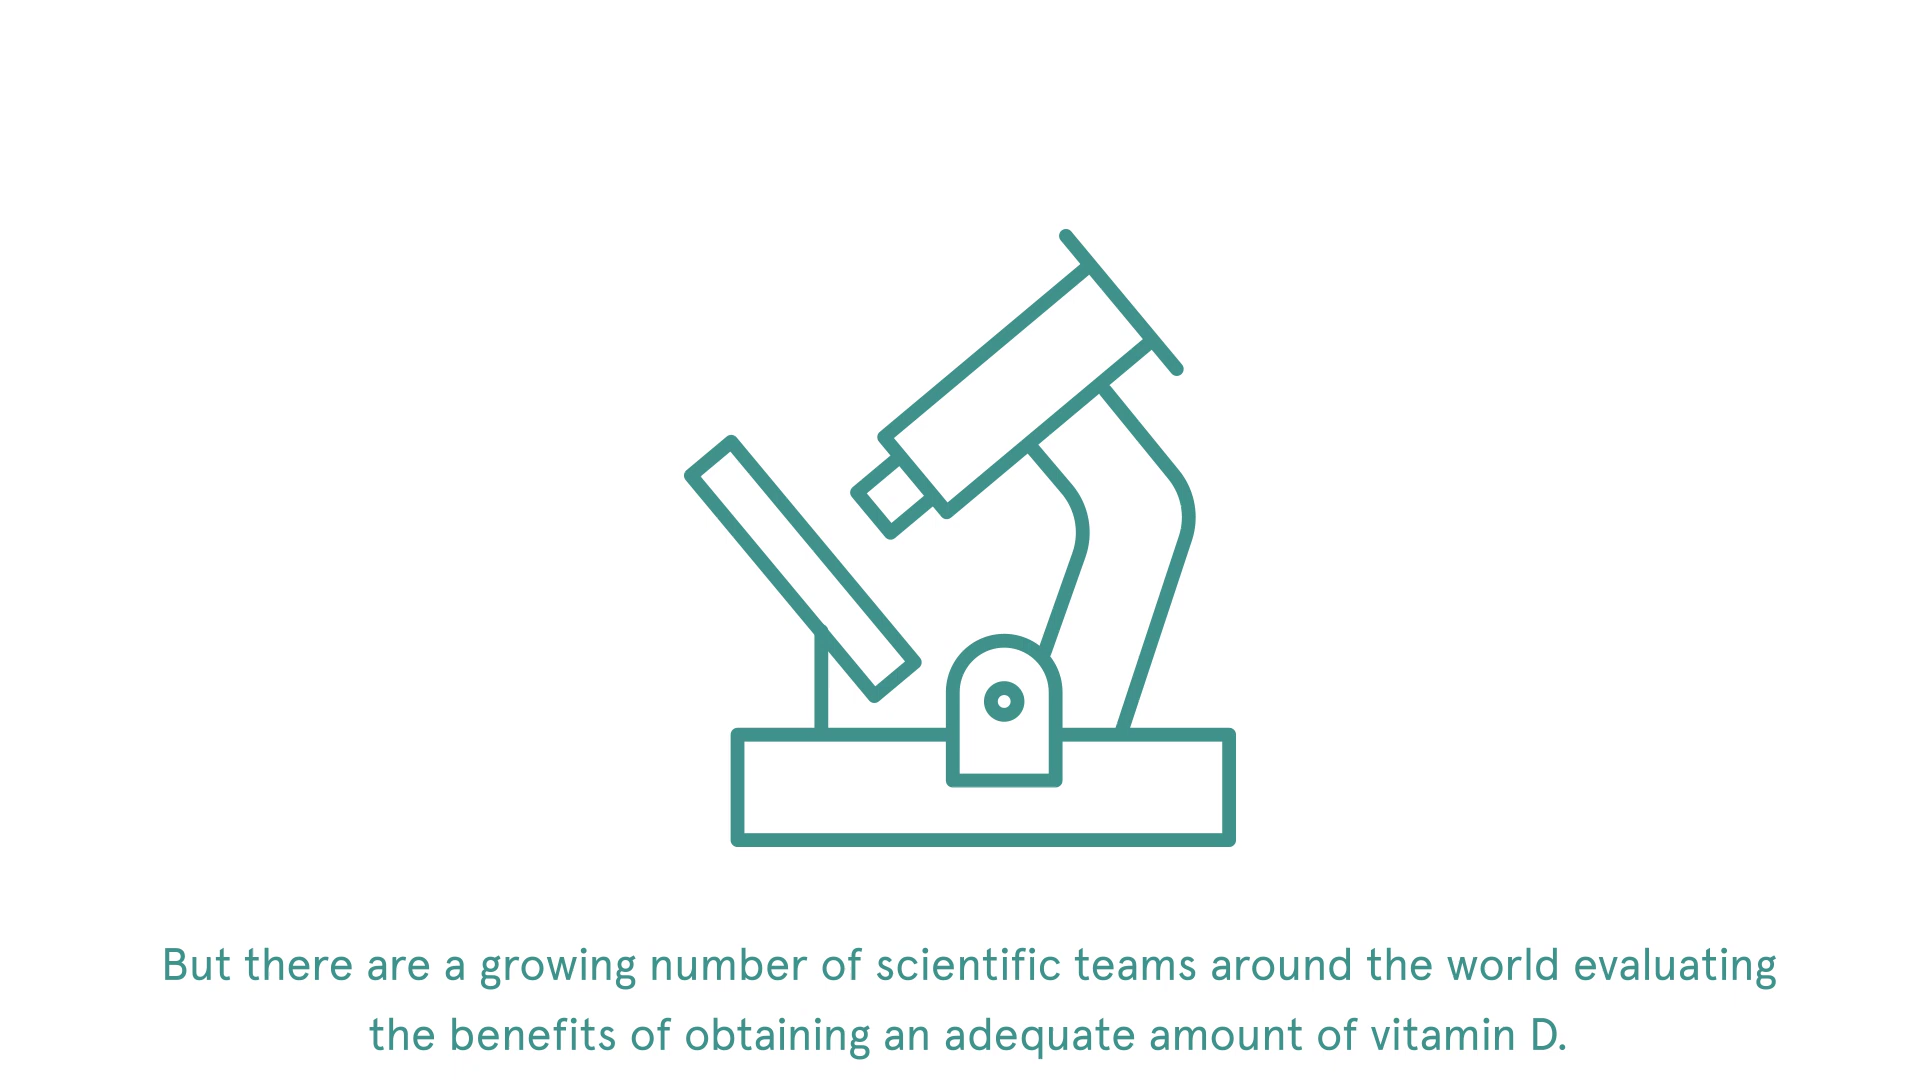 But there are a growing number of scientific teams around the world evaluating
the benefits of obtaining an adequate amount of vitamin D.